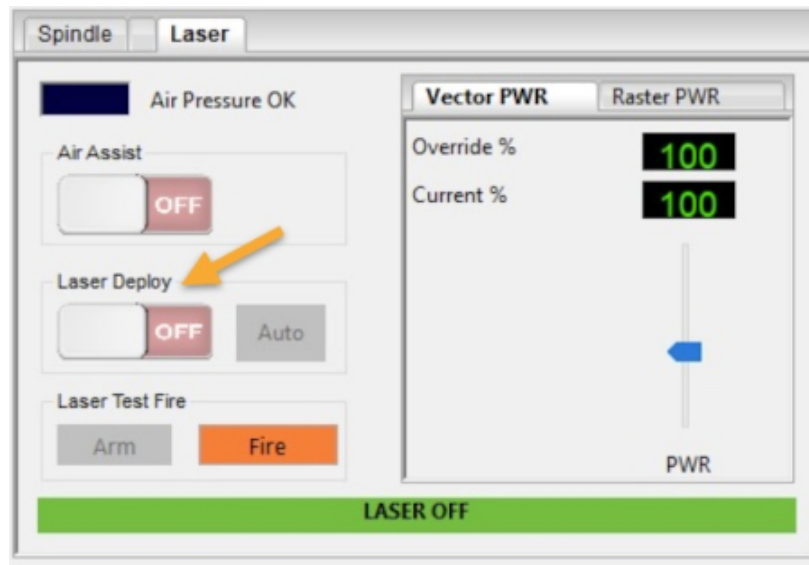 Spindle Laser
Air Pressure OK
Air Assist
OFF
Laser Deploy
OFF Auto
Laser Test Fire
Arm Fire
Vector PWR Raster PWR
Override % 100
Current % 100
PWR
LASER OFF